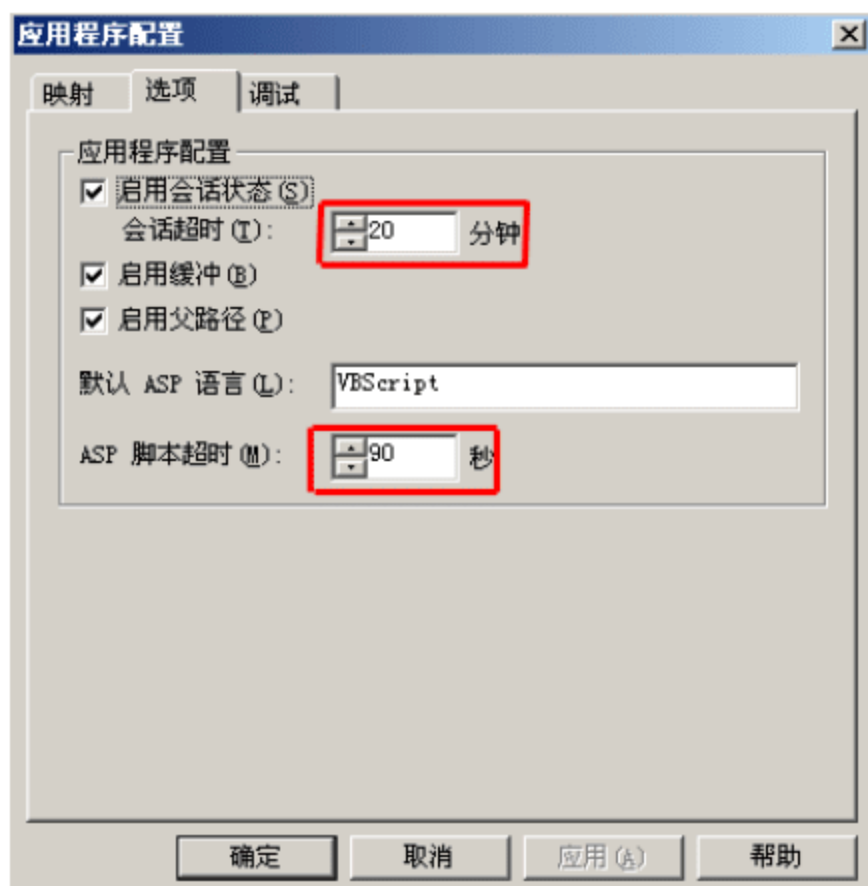 应用程序配置
映射 选项 调试
应用程序配置
启用会话状态(S)
会话超时(T): 20 分钟
启用缓冲(B)
启用父路径(P)
默认 ASP 语言(L): VBScript
ASP 脚本超时(M): 90 秒
确定 取消 应用(A) 帮助